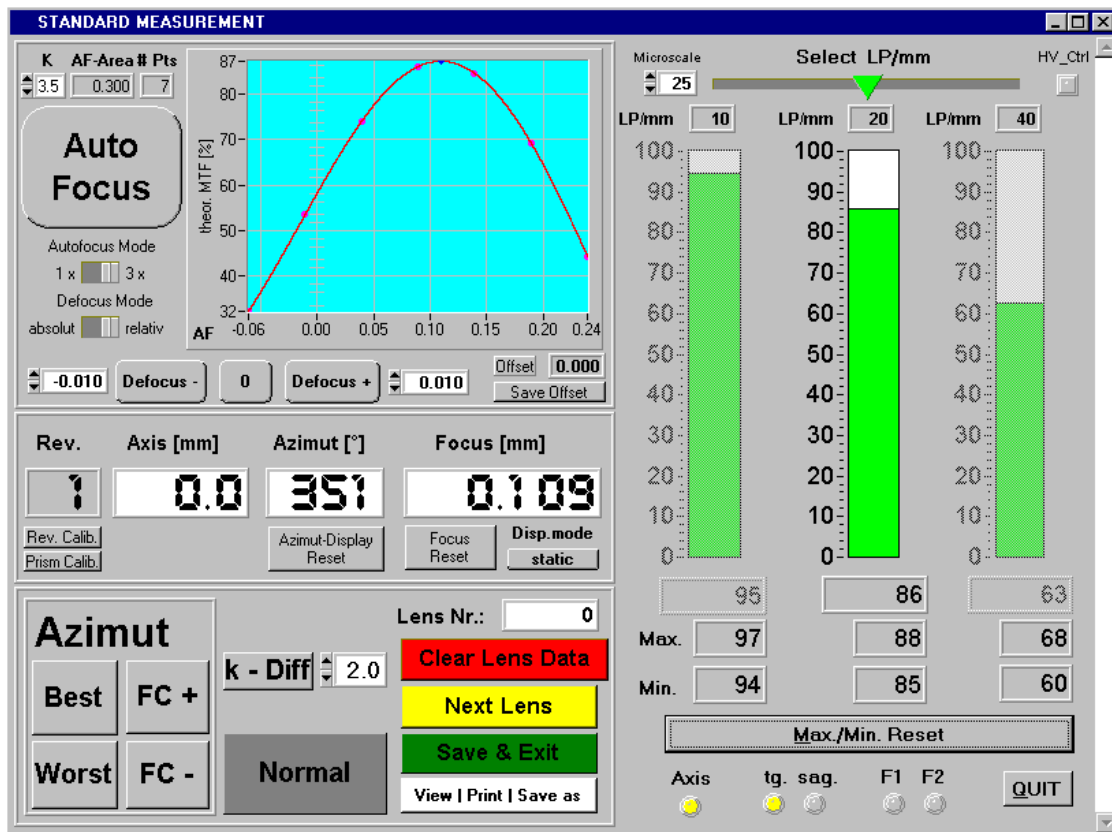 STANDARD MEASUREMENT
K AF-Area # Pts
3.5 0.300 7
Auto
Focus
Autofocus Mode
1 x 3 x
Defocus Mode
absolut relativ
theor. MTF [%]
87
80
70
60
50
40
32
AF -0.06 0.00 0.05 0.10 0.15 0.20 0.24
-0.010 Defocus - 0 Defocus + 0.010
Offset 0.000
Save Offset
Rev. Axis [mm] Azimut [°] Focus [mm]
1 0.0 351 0.109
Rev. Calib.
Prism Calib.
Azimut-Display
Reset
Focus
Reset
Disp.mode
static
Azimut
Best FC +
Worst FC -
k - Diff 2.0
Normal
Lens Nr.: 0
Clear Lens Data
Next Lens
Save & Exit
View | Print | Save as
Microscale Select LP/mm HV_Ctrl
25
LP/mm 10 LP/mm 20 LP/mm 40
100 100 100
90 90 90
80 80 80
70 70 70
60 60 60
50 50 50
40 40 40
30 30 30
20 20 20
10 10 10
0 0 0
95 86 63
Max. 97 88 68
Min. 94 85 60
Max./Min. Reset
Axis tg. sag. F1 F2
QUIT